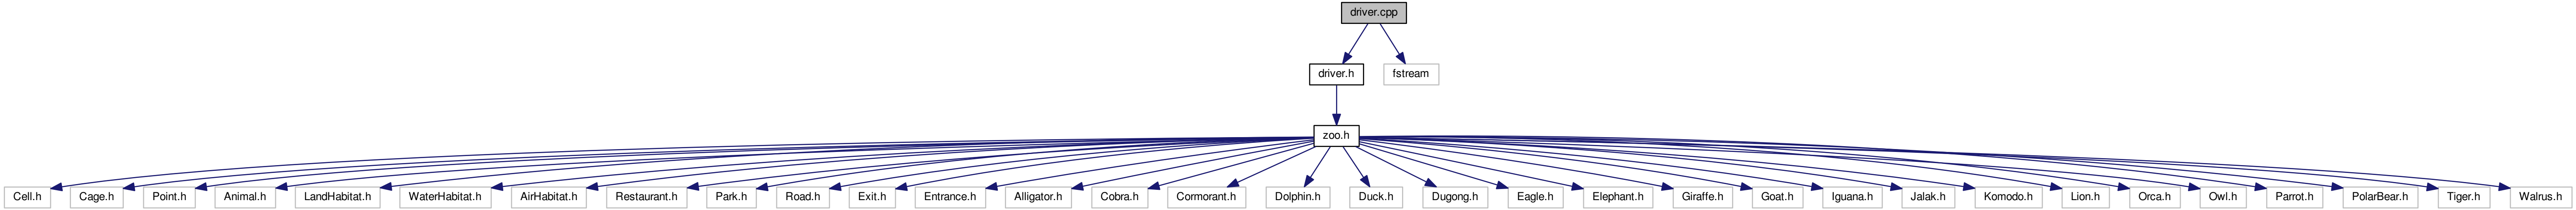 driver.cpp
driver.h
fstream
zoo.h
Cell.h
Cage.h
Point.h
Animal.h
LandHabitat.h
WaterHabitat.h
AirHabitat.h
Restaurant.h
Park.h
Road.h
Exit.h
Entrance.h
Alligator.h
Cobra.h
Cormorant.h
Dolphin.h
Duck.h
Dugong.h
Eagle.h
Elephant.h
Giraffe.h
Goat.h
Iguana.h
Jalak.h
Komodo.h
Lion.h
Orca.h
Owl.h
Parrot.h
PolarBear.h
Tiger.h
Walrus.h